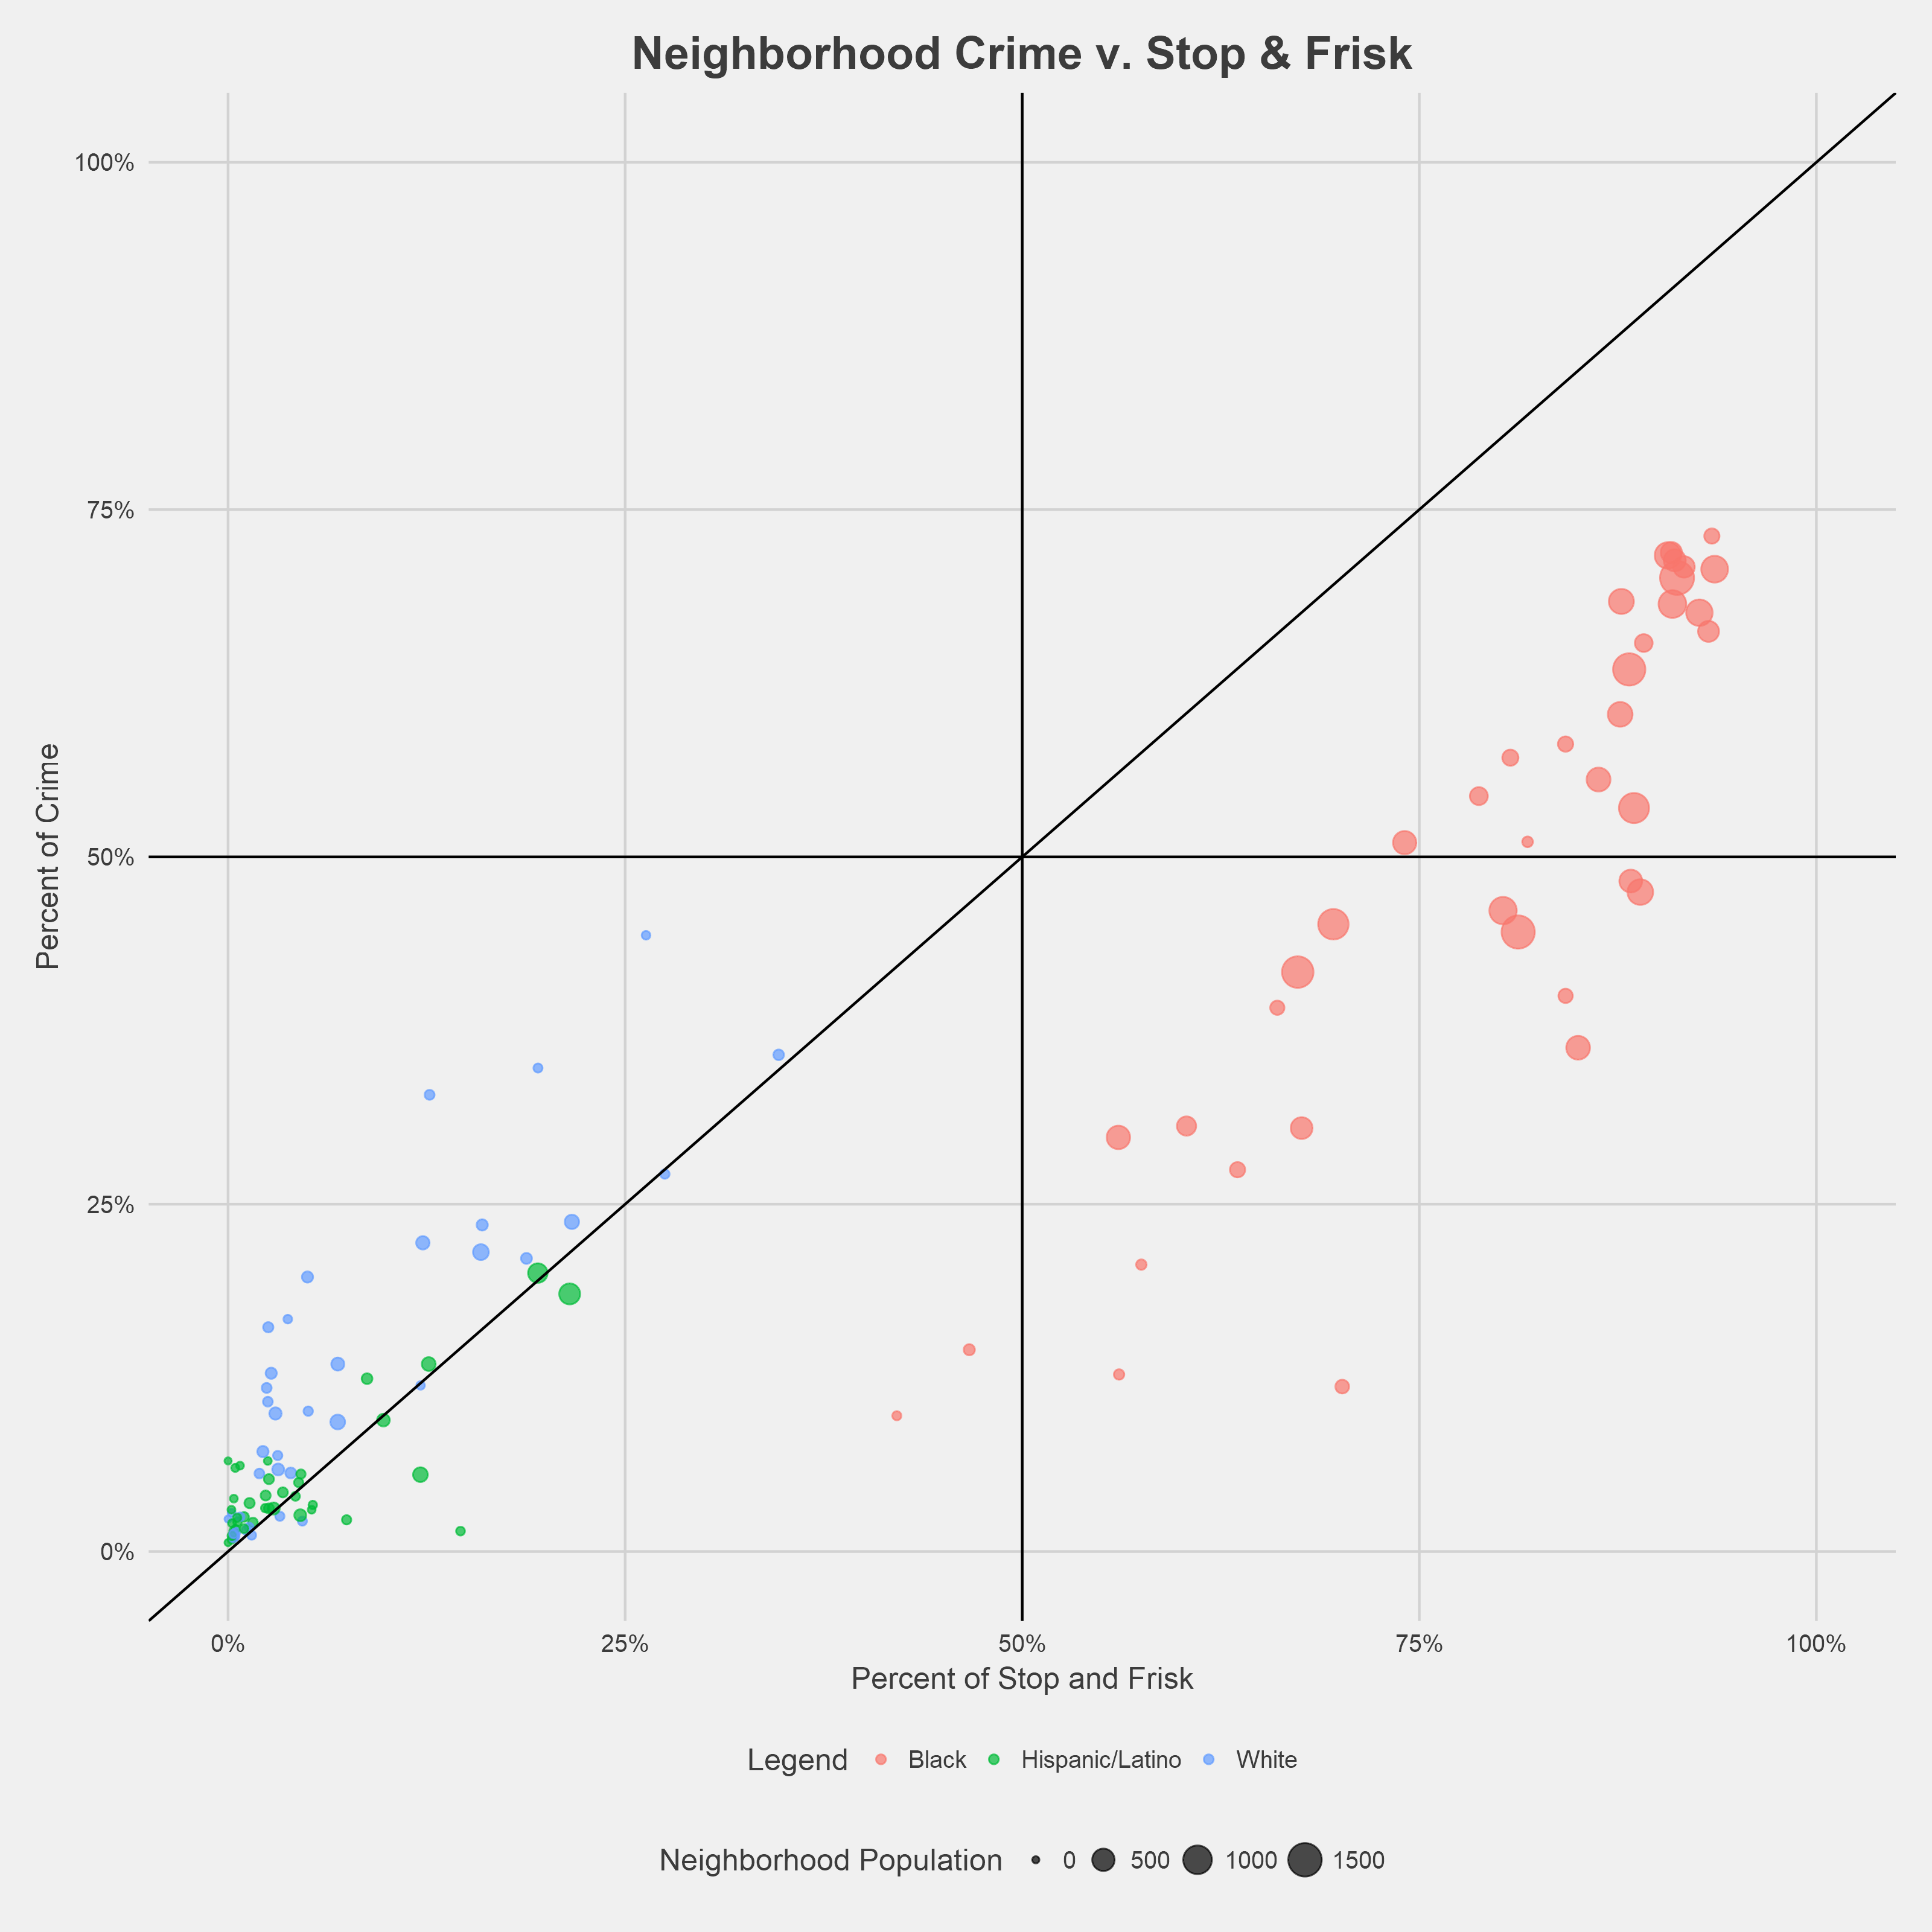 Neighborhood Crime v. Stop & Frisk
100%
75%
50%
25%
0%
Percent of Crime
0% 25% 50% 75% 100%
Percent of Stop and Frisk
Legend Black Hispanic/Latino White
Neighborhood Population 0 500 1000 1500